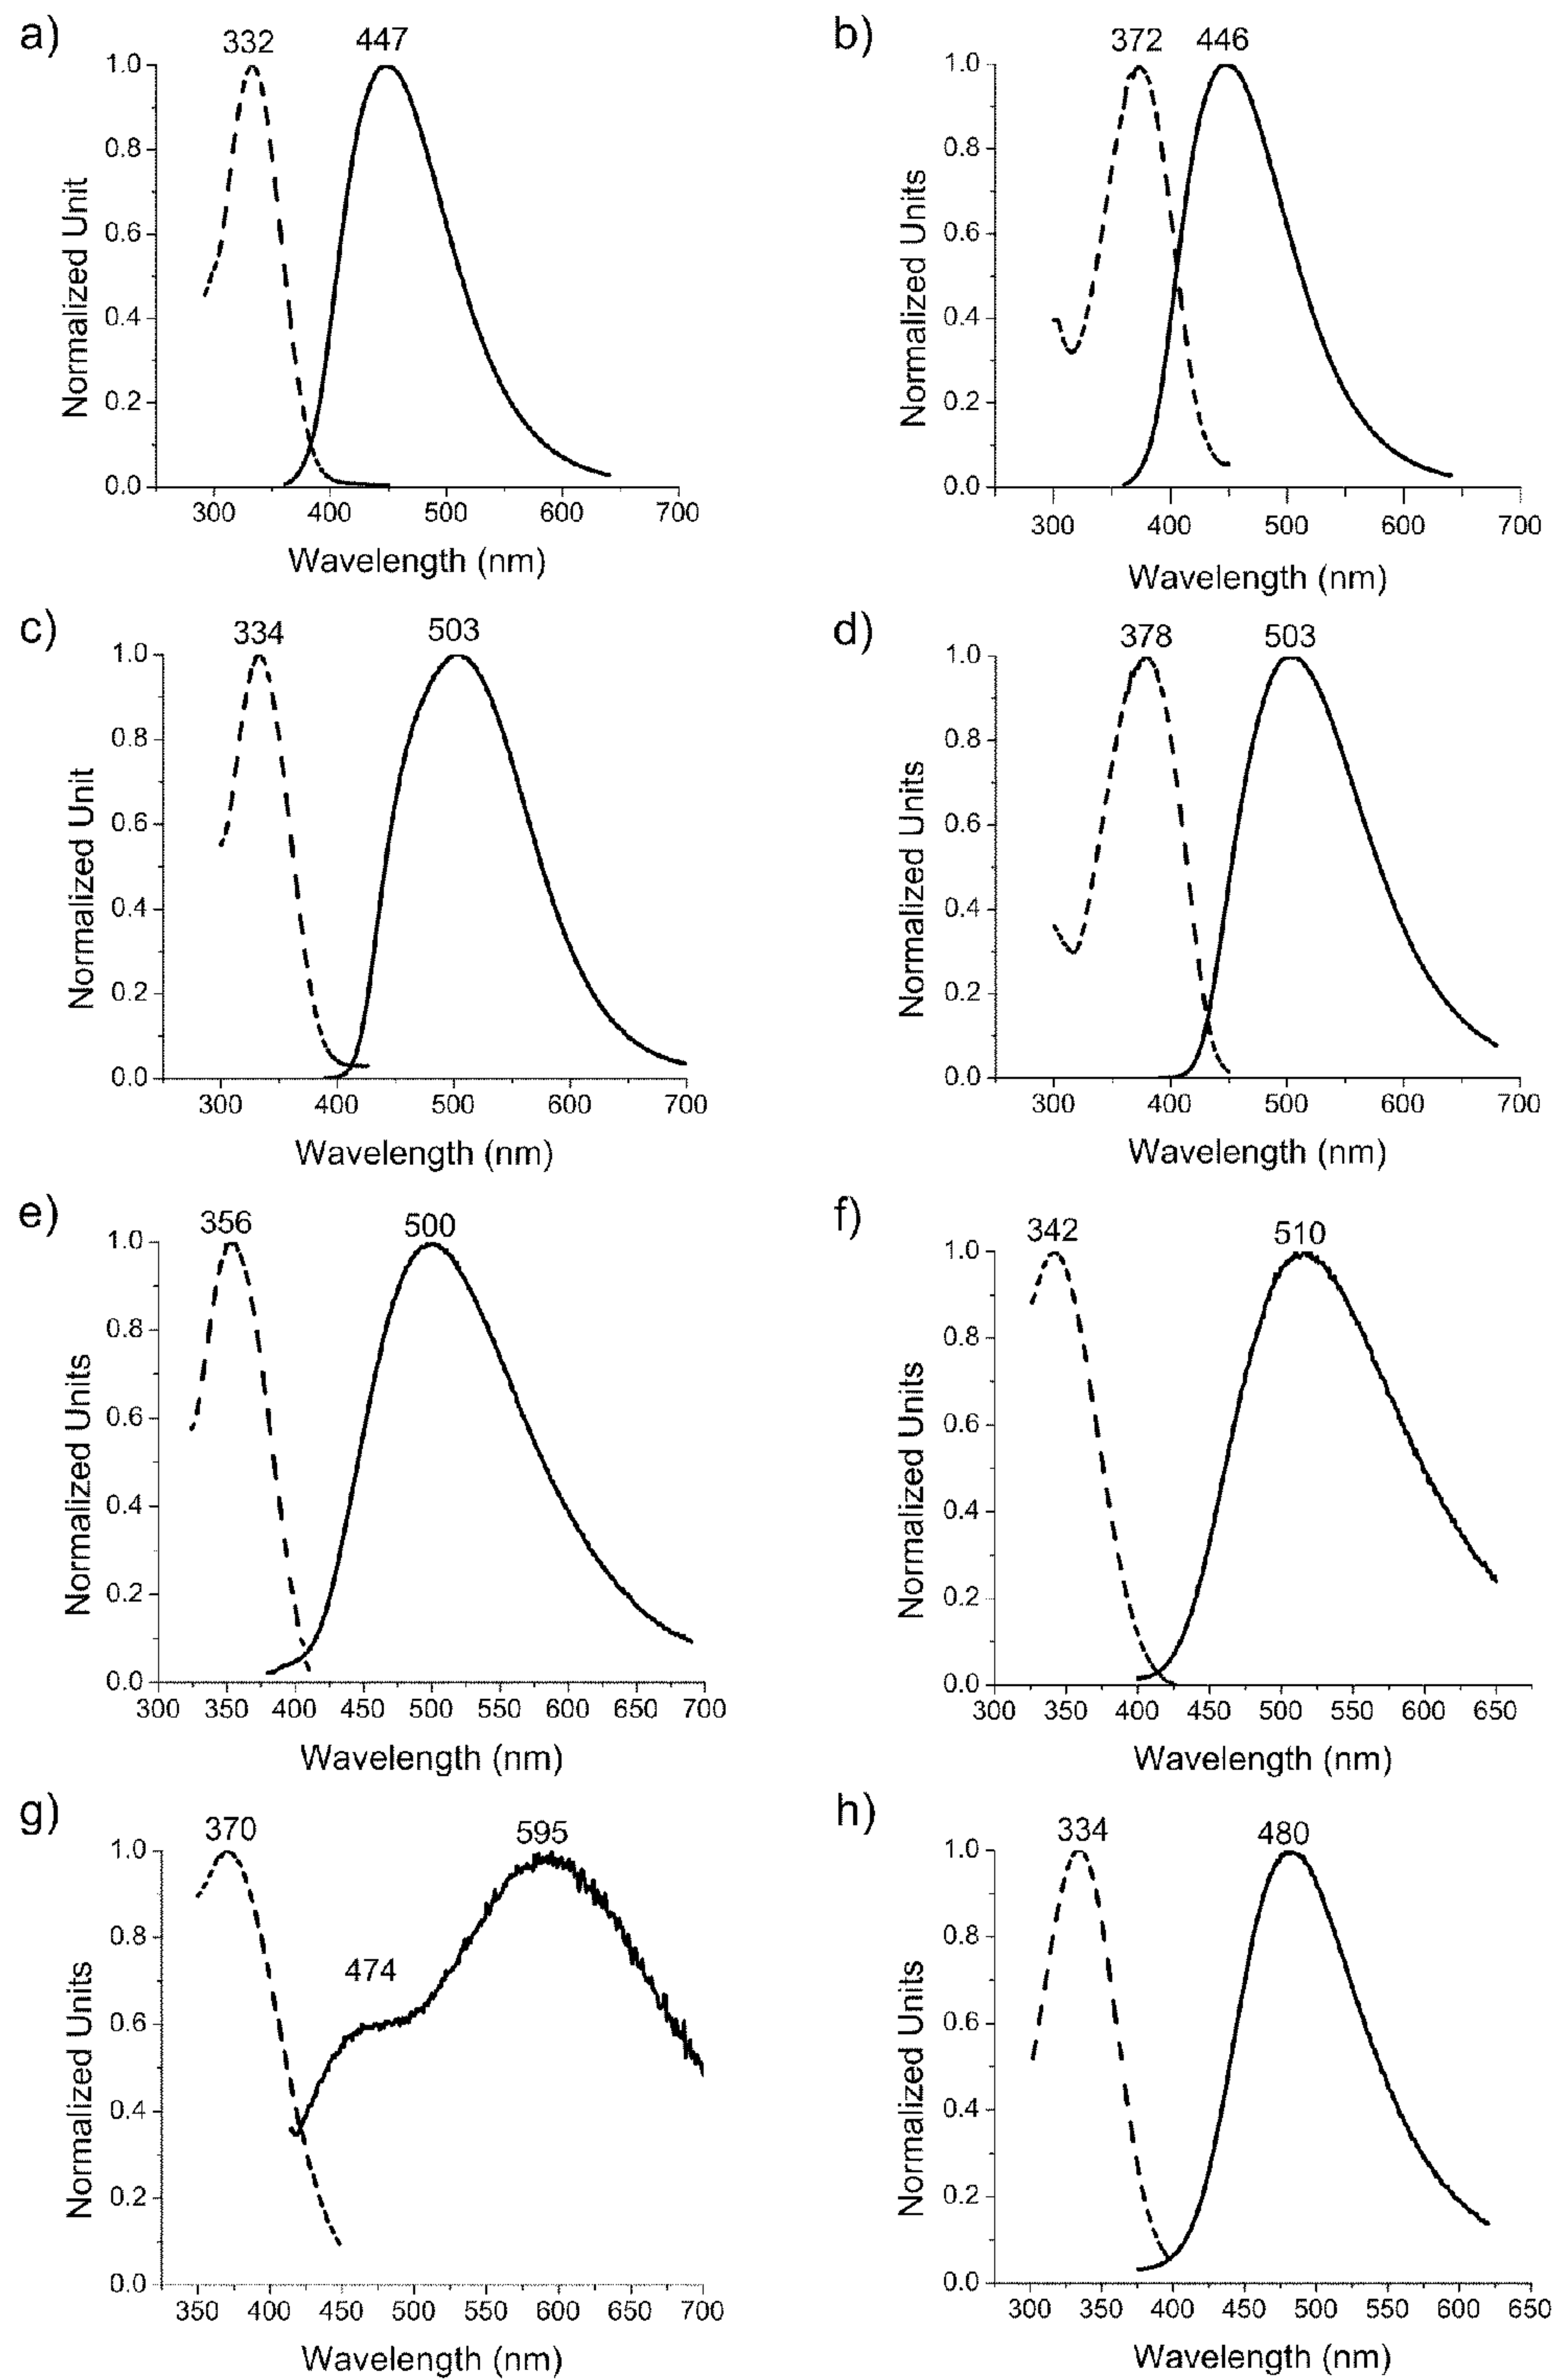 a)
332 447
1.0
0.8
0.6
0.4
0.2
0.0
Normalized Unit
300 400 500 600 700
Wavelength (nm)
b)
372 446
1.0
0.8
0.6
0.4
0.2
0.0
Normalized Units
300 400 500 600 700
Wavelength (nm)
c)
334 503
1.0
0.8
0.6
0.4
0.2
0.0
Normalized Unit
300 400 500 600 700
Wavelength (nm)
d)
378 503
1.0
0.8
0.6
0.4
0.2
0.0
Normalized Units
300 400 500 600 700
Wavelength (nm)
e)
356 500
1.0
0.8
0.6
0.4
0.2
0.0
Normalized Units
300 350 400 450 500 550 600 650 700
Wavelength (nm)
f)
342 510
1.0
0.8
0.6
0.4
0.2
0.0
Normalized Units
300 350 400 450 500 550 600 650
Wavelength (nm)
g)
370 595
474
1.0
0.8
0.6
0.4
0.2
0.0
Normalized Units
350 400 450 500 550 600 650 700
Wavelength (nm)
h)
334 480
1.0
0.8
0.6
0.4
0.2
0.0
Normalized Units
300 350 400 450 500 550 600 650
Wavelength (nm)